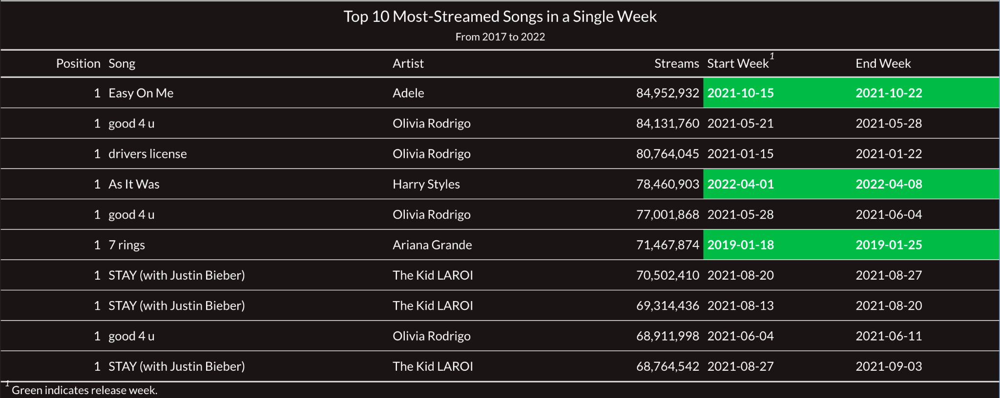 Top 10 Most-Streamed Songs in a Single Week
From 2017 to 2022
Position Song Artist Streams Start Week1 End Week
1 Easy On Me Adele 84,952,932 2021-10-15 2021-10-22
1 good 4 u Olivia Rodrigo 84,131,760 2021-05-21 2021-05-28
1 drivers license Olivia Rodrigo 80,764,045 2021-01-15 2021-01-22
1 As It Was Harry Styles 78,460,903 2022-04-01 2022-04-08
1 good 4 u Olivia Rodrigo 77,001,868 2021-05-28 2021-06-04
1 7 rings Ariana Grande 71,467,874 2019-01-18 2019-01-25
1 STAY (with Justin Bieber) The Kid LAROI 70,502,410 2021-08-20 2021-08-27
1 STAY (with Justin Bieber) The Kid LAROI 69,314,436 2021-08-13 2021-08-20
1 good 4 u Olivia Rodrigo 68,911,998 2021-06-04 2021-06-11
1 STAY (with Justin Bieber) The Kid LAROI 68,764,542 2021-08-27 2021-09-03
1 Green indicates release week.